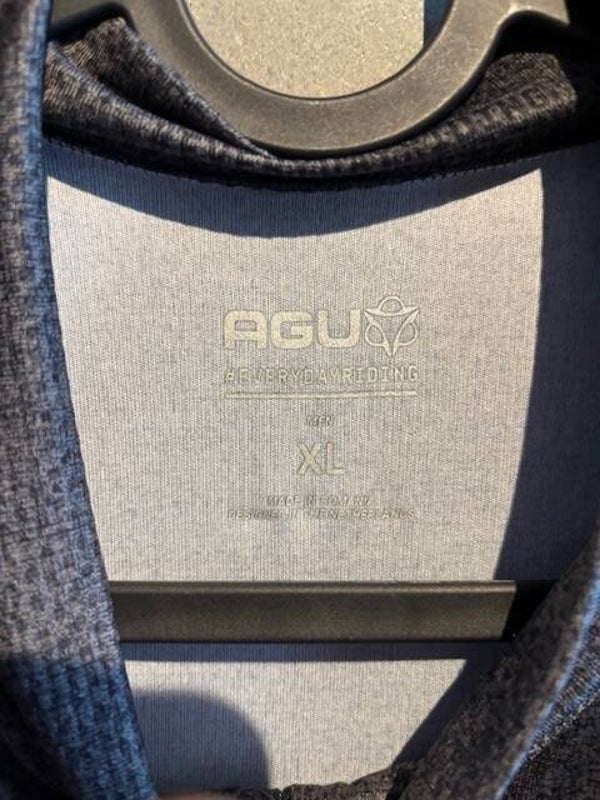 AGU
#EVERYDAYRIDING
MEN
XL
MADE IN
DESIGNED IN THE NETHERLANDS